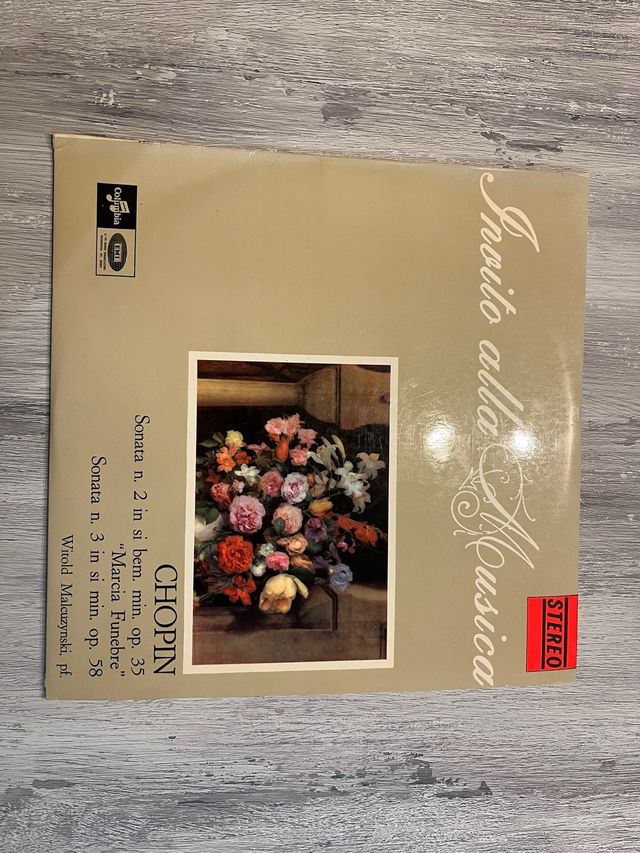 Invito alla Musica
STEREO
CHOPIN
Sonata n. 2 in si bem. min. op. 35
“Marcia Funebre”
Sonata n. 3 in si min. op. 58
Witold Malcuzynski, pf.
Columbia
EMI